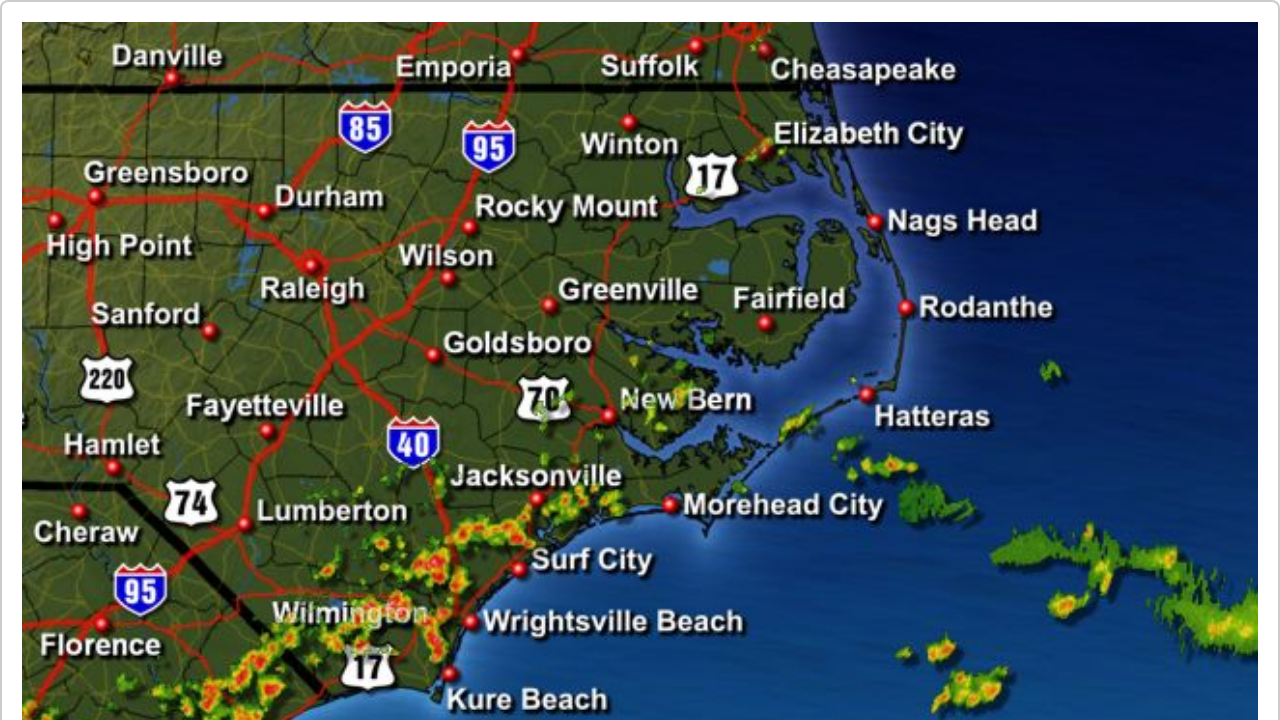 Danville
Emporia
Suffolk
Cheasapeake
85
95
Winton
Elizabeth City
17
Greensboro
Durham
Rocky Mount
Nags Head
High Point
Wilson
Raleigh
Greenville
Fairfield
Rodanthe
Sanford
Goldsboro
220
70
New Bern
Fayetteville
Hatteras
40
Hamlet
Jacksonville
74
Lumberton
Morehead City
Cheraw
Surf City
95
Wilmington
Wrightsville Beach
Florence
17
Kure Beach